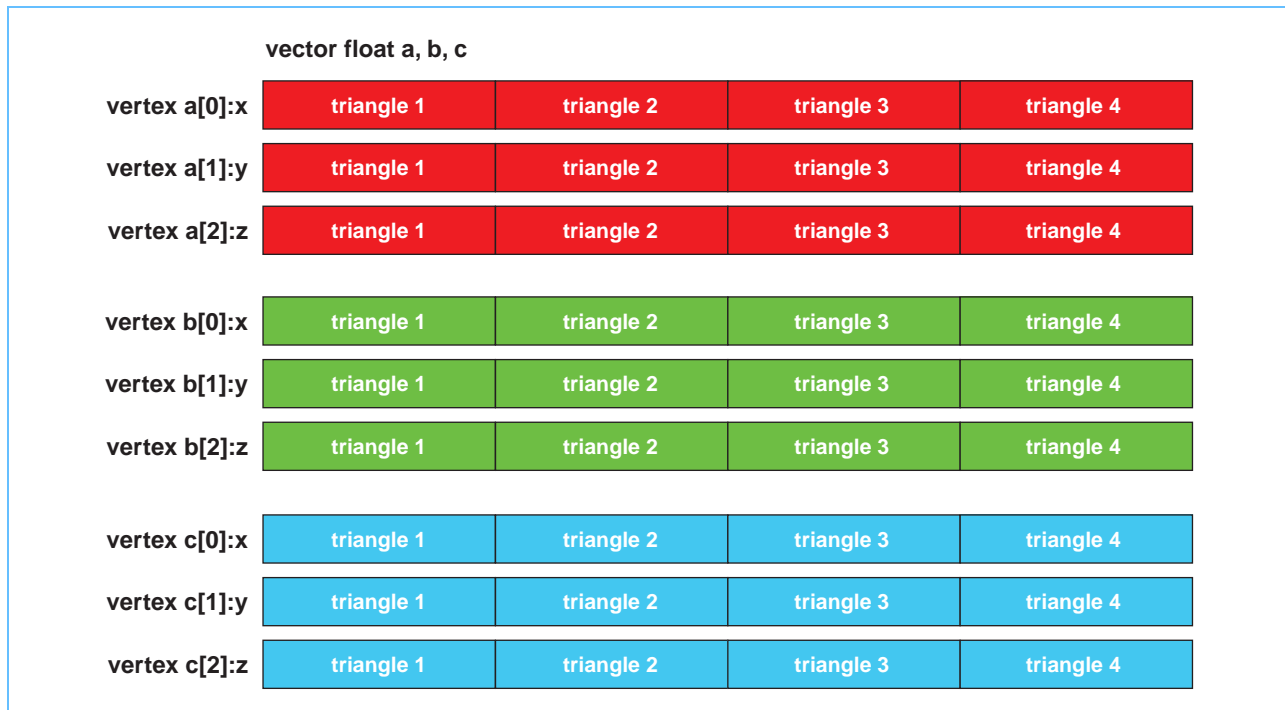 vector float a, b, c
vertex a[0]:x triangle 1 triangle 2 triangle 3 triangle 4
vertex a[1]:y triangle 1 triangle 2 triangle 3 triangle 4
vertex a[2]:z triangle 1 triangle 2 triangle 3 triangle 4
vertex b[0]:x triangle 1 triangle 2 triangle 3 triangle 4
vertex b[1]:y triangle 1 triangle 2 triangle 3 triangle 4
vertex b[2]:z triangle 1 triangle 2 triangle 3 triangle 4
vertex c[0]:x triangle 1 triangle 2 triangle 3 triangle 4
vertex c[1]:y triangle 1 triangle 2 triangle 3 triangle 4
vertex c[2]:z triangle 1 triangle 2 triangle 3 triangle 4